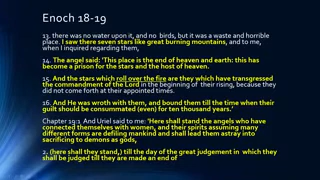 Enoch 18-19
13. there was no water upon it, and no birds, but it was a waste and horrible
place. I saw there seven stars like great burning mountains, and to me,
when I inquired regarding them,
14. The angel said: 'This place is the end of heaven and earth: this has
become a prison for the stars and the host of heaven.
15. And the stars which roll over the fire are they which have transgressed
the commandment of the Lord in the beginning of their rising, because they
did not come forth at their appointed times.
16. And He was wroth with them, and bound them till the time when their
guilt should be consummated (even) for ten thousand years.'
Chapter 19:1 And Uriel said to me: 'Here shall stand the angels who have
connected themselves with women, and their spirits assuming many
different forms are defiling mankind and shall lead them astray into
sacrificing to demons as gods,
2. (here shall they stand,) till the day of the great judgement in which they
shall be judged till they are made an end of